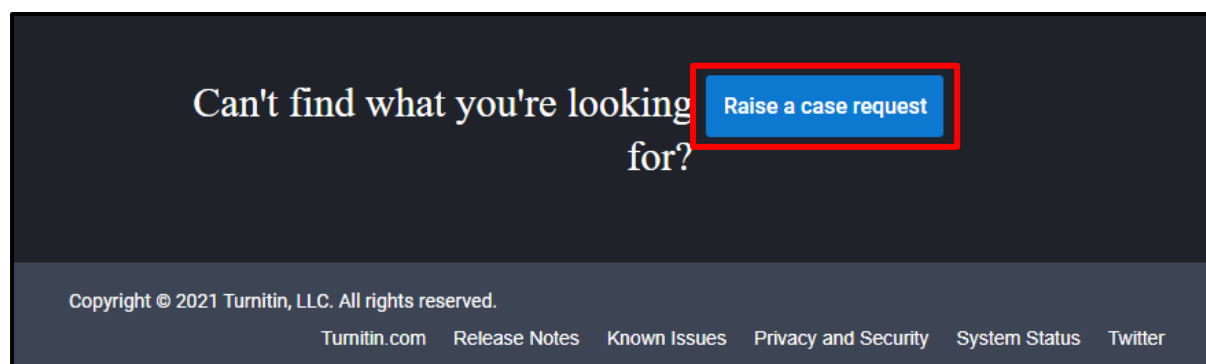 Can't find what you're looking
for?
Raise a case request
Copyright © 2021 Turnitin, LLC. All rights reserved.
Turnitin.com Release Notes Known Issues Privacy and Security System Status Twitter